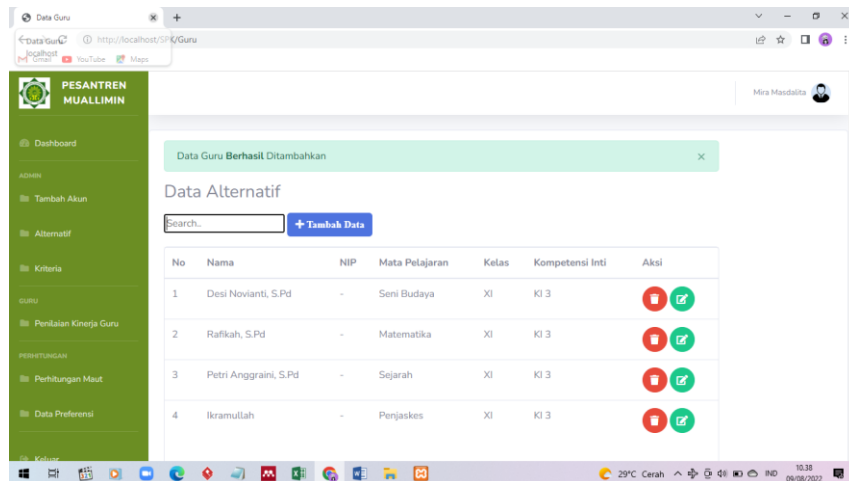 Data Guru
http://localhost/SPK/Guru
Data Guru
localhost
Gmail YouTube Maps
PESANTREN
MUALLIMIN
Mira Masdalita
Dashboard
ADMIN
Tambah Akun
Alternatif
Kriteria
GURU
Penilaian Kinerja Guru
PERHITUNGAN
Perhitungan Maut
Data Preferensi
Keluar
Data Guru Berhasil Ditambahkan ×
Data Alternatif
Search..
+ Tambah Data
No Nama NIP Mata Pelajaran Kelas Kompetensi Inti Aksi
1 Desi Novianti, S.Pd - Seni Budaya XI KI 3
2 Rafikah, S.Pd - Matematika XI KI 3
3 Petri Anggraini, S.Pd - Sejarah XI KI 3
4 Ikramullah - Penjaskes XI KI 3
29°C Cerah IND 10.38
09/08/2022